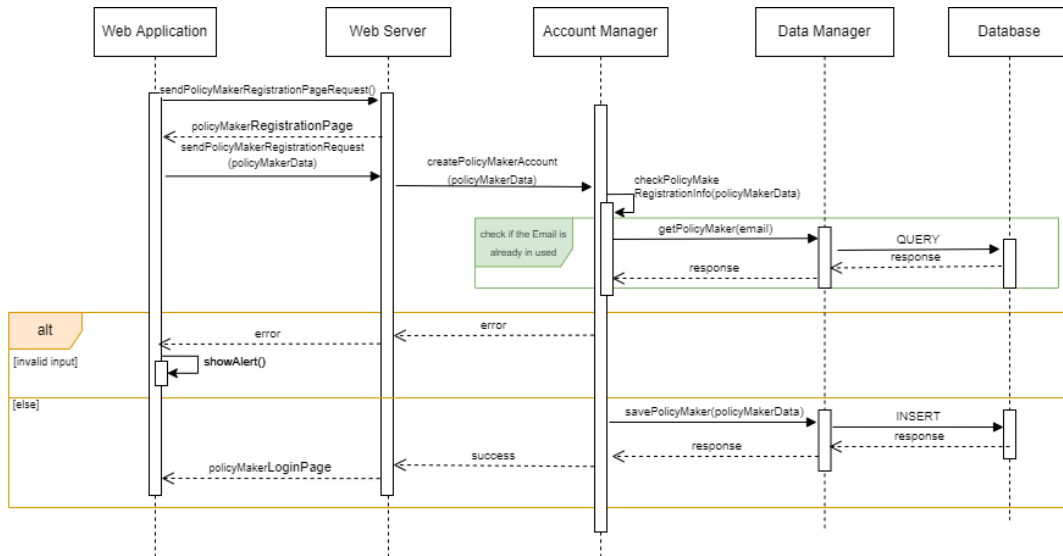 Web Application
Web Server
Account Manager
Data Manager
Database
sendPolicyMakerRegistrationPageRequest()
policyMakerRegistrationPage
sendPolicyMakerRegistrationRequest
(policyMakerData)
createPolicyMakerAccount
(policyMakerData)
checkPolicyMake
RegistrationInfo(policyMakerData)
check if the Email is
already in used
getPolicyMaker(email)
QUERY
response
response
alt
error
error
[invalid input]
showAlert()
[else]
savePolicyMaker(policyMakerData)
INSERT
response
response
success
policyMakerLoginPage